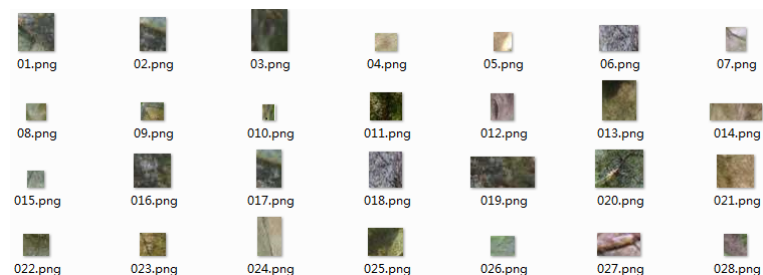 01.png 02.png 03.png 04.png 05.png 06.png 07.png
08.png 09.png 010.png 011.png 012.png 013.png 014.png
015.png 016.png 017.png 018.png 019.png 020.png 021.png
022.png 023.png 024.png 025.png 026.png 027.png 028.png